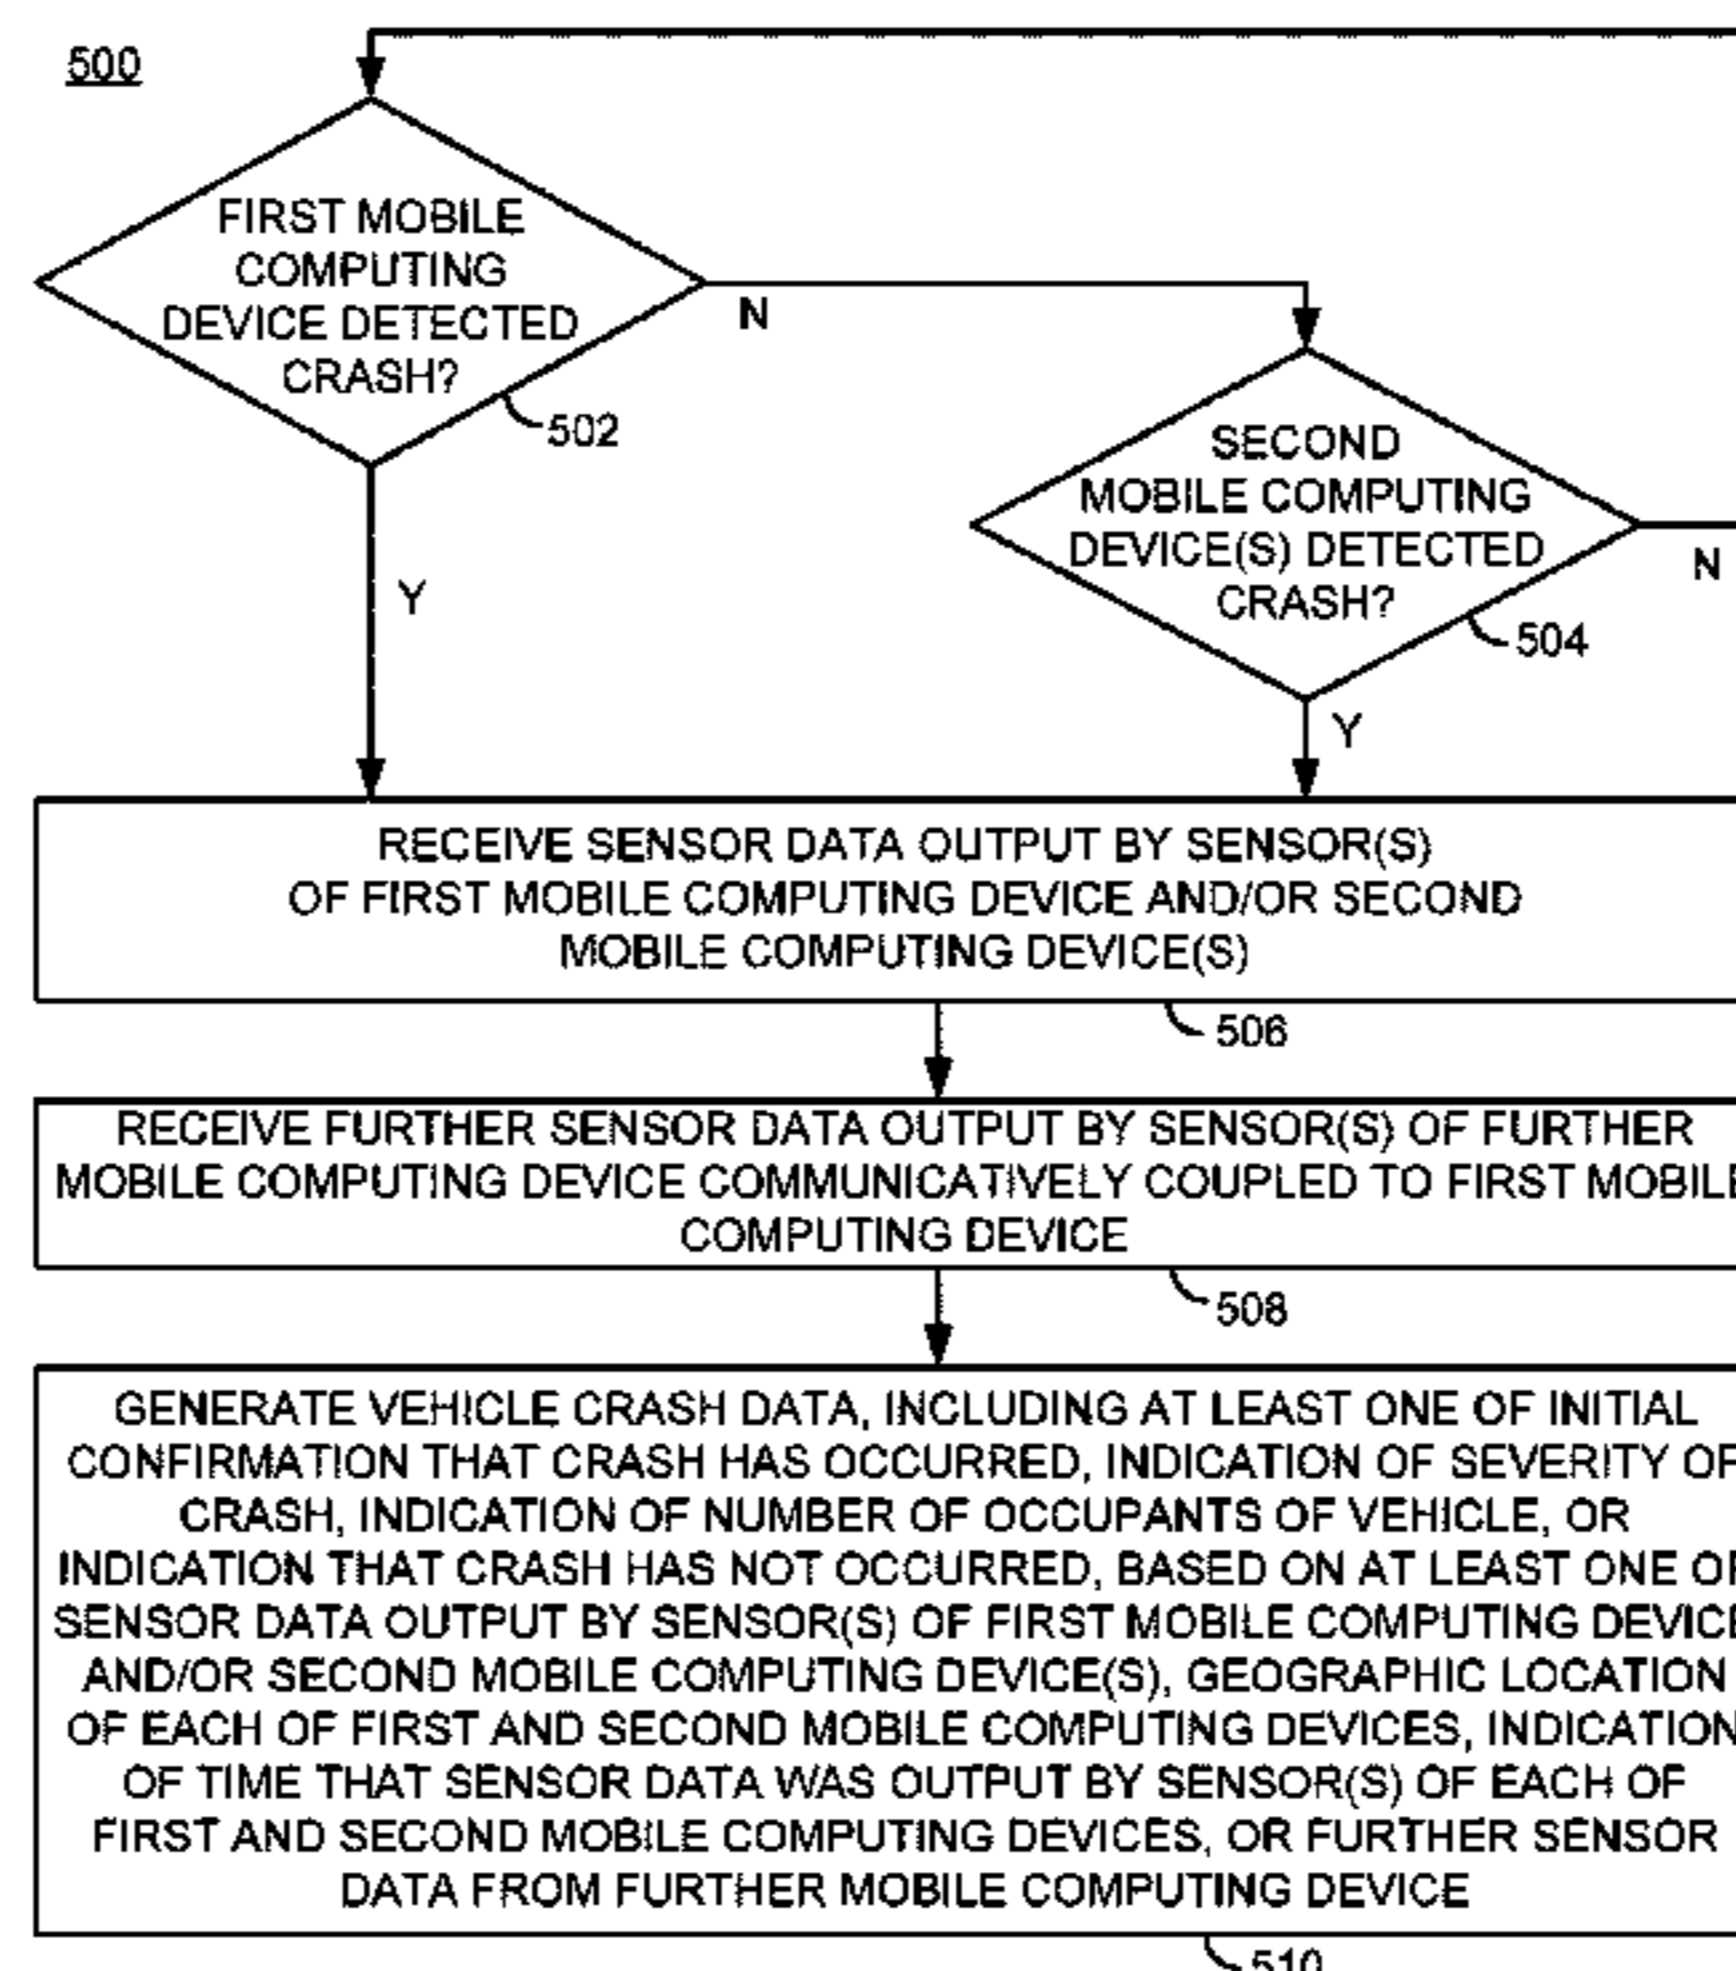 500
FIRST MOBILE
COMPUTING
DEVICE DETECTED
CRASH?
502
N
Y
SECOND
MOBILE COMPUTING
DEVICE(S) DETECTED
CRASH?
504
N
Y
RECEIVE SENSOR DATA OUTPUT BY SENSOR(S)
OF FIRST MOBILE COMPUTING DEVICE AND/OR SECOND
MOBILE COMPUTING DEVICE(S)
506
RECEIVE FURTHER SENSOR DATA OUTPUT BY SENSOR(S) OF FURTHER
MOBILE COMPUTING DEVICE COMMUNICATIVELY COUPLED TO FIRST MOBILE
COMPUTING DEVICE
508
GENERATE VEHICLE CRASH DATA, INCLUDING AT LEAST ONE OF INITIAL
CONFIRMATION THAT CRASH HAS OCCURRED, INDICATION OF SEVERITY OF
CRASH, INDICATION OF NUMBER OF OCCUPANTS OF VEHICLE, OR
INDICATION THAT CRASH HAS NOT OCCURRED, BASED ON AT LEAST ONE OF
SENSOR DATA OUTPUT BY SENSOR(S) OF FIRST MOBILE COMPUTING DEVICE
AND/OR SECOND MOBILE COMPUTING DEVICE(S), GEOGRAPHIC LOCATION
OF EACH OF FIRST AND SECOND MOBILE COMPUTING DEVICES, INDICATION
OF TIME THAT SENSOR DATA WAS OUTPUT BY SENSOR(S) OF EACH OF
FIRST AND SECOND MOBILE COMPUTING DEVICES, OR FURTHER SENSOR
DATA FROM FURTHER MOBILE COMPUTING DEVICE
510